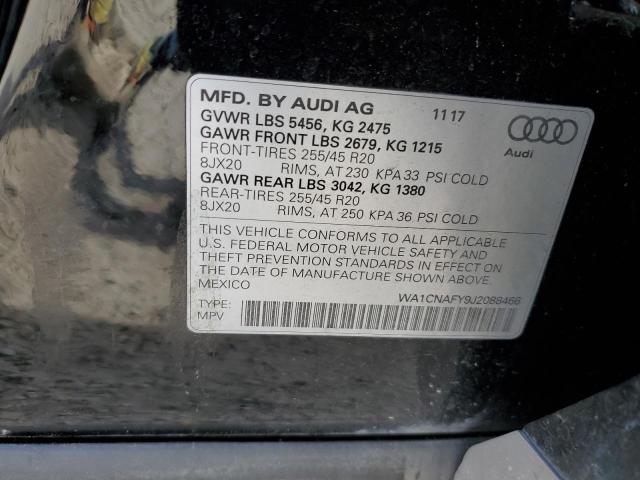 MFD. BY AUDI AG 11 17
GVWR LBS 5456, KG 2475
GAWR FRONT LBS 2679, KG 1215
FRONT-TIRES 255/45 R20
8JX20 RIMS, AT 230 KPA 33 PSI COLD
GAWR REAR LBS 3042, KG 1380
REAR-TIRES 255/45 R20
8JX20 RIMS, AT 250 KPA 36 PSI COLD
Audi
THIS VEHICLE CONFORMS TO ALL APPLICABLE
U.S. FEDERAL MOTOR VEHICLE SAFETY AND
THEFT PREVENTION STANDARDS IN EFFECT ON
THE DATE OF MANUFACTURE SHOWN ABOVE.
MEXICO
WA1CNAFY9J2088466
TYPE:
MPV